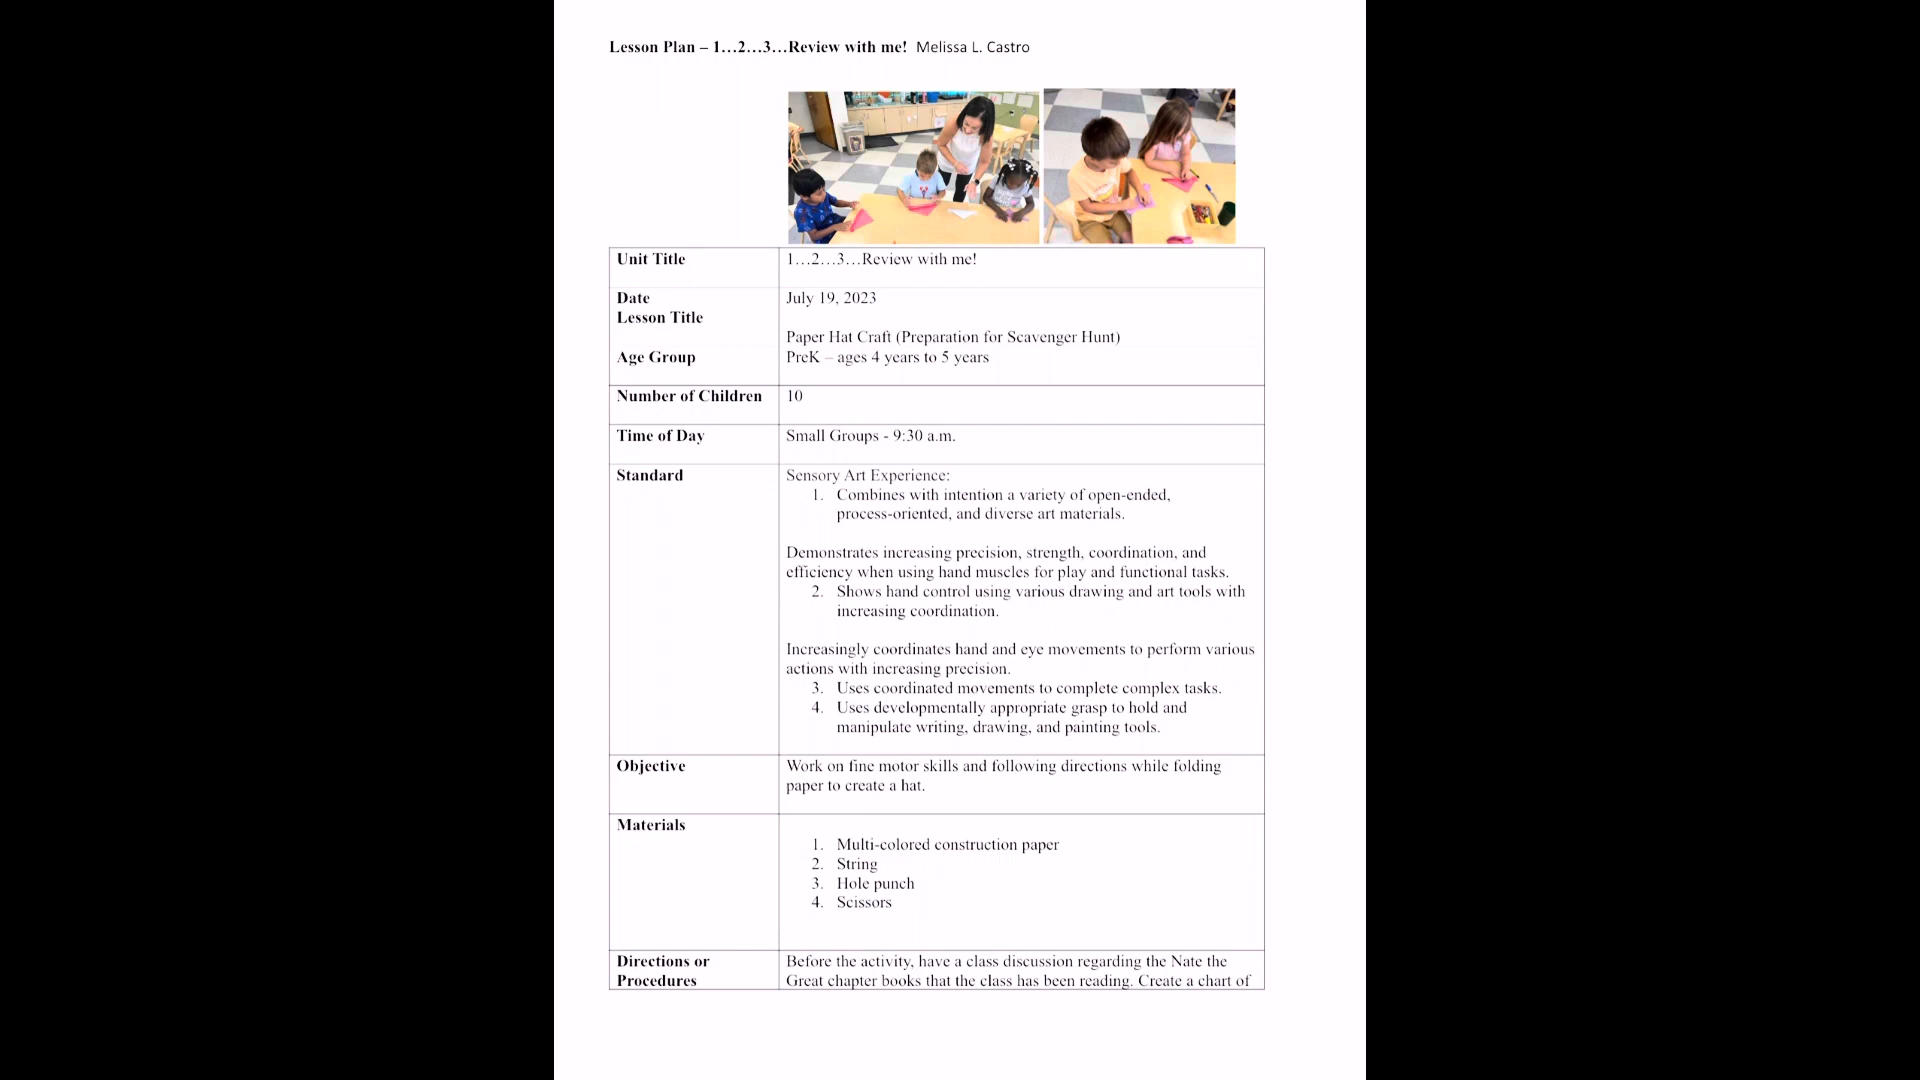 Lesson Plan – 1…2…3…Review with me! Melissa L. Castro
Unit Title
1…2…3…Review with me!
Date
July 19, 2023
Lesson Title
Paper Hat Craft (Preparation for Scavenger Hunt)
Age Group
PreK – ages 4 years to 5 years
Number of Children
10
Time of Day
Small Groups - 9:30 a.m.
Standard
Sensory Art Experience:
1. Combines with intention a variety of open-ended,
process-oriented, and diverse art materials.
Demonstrates increasing precision, strength, coordination, and
efficiency when using hand muscles for play and functional tasks.
2. Shows hand control using various drawing and art tools with
increasing coordination.
Increasingly coordinates hand and eye movements to perform various
actions with increasing precision.
3. Uses coordinated movements to complete complex tasks.
4. Uses developmentally appropriate grasp to hold and
manipulate writing, drawing, and painting tools.
Objective
Work on fine motor skills and following directions while folding
paper to create a hat.
Materials
1. Multi-colored construction paper
2. String
3. Hole punch
4. Scissors
Directions or
Procedures
Before the activity, have a class discussion regarding the Nate the
Great chapter books that the class has been reading. Create a chart of